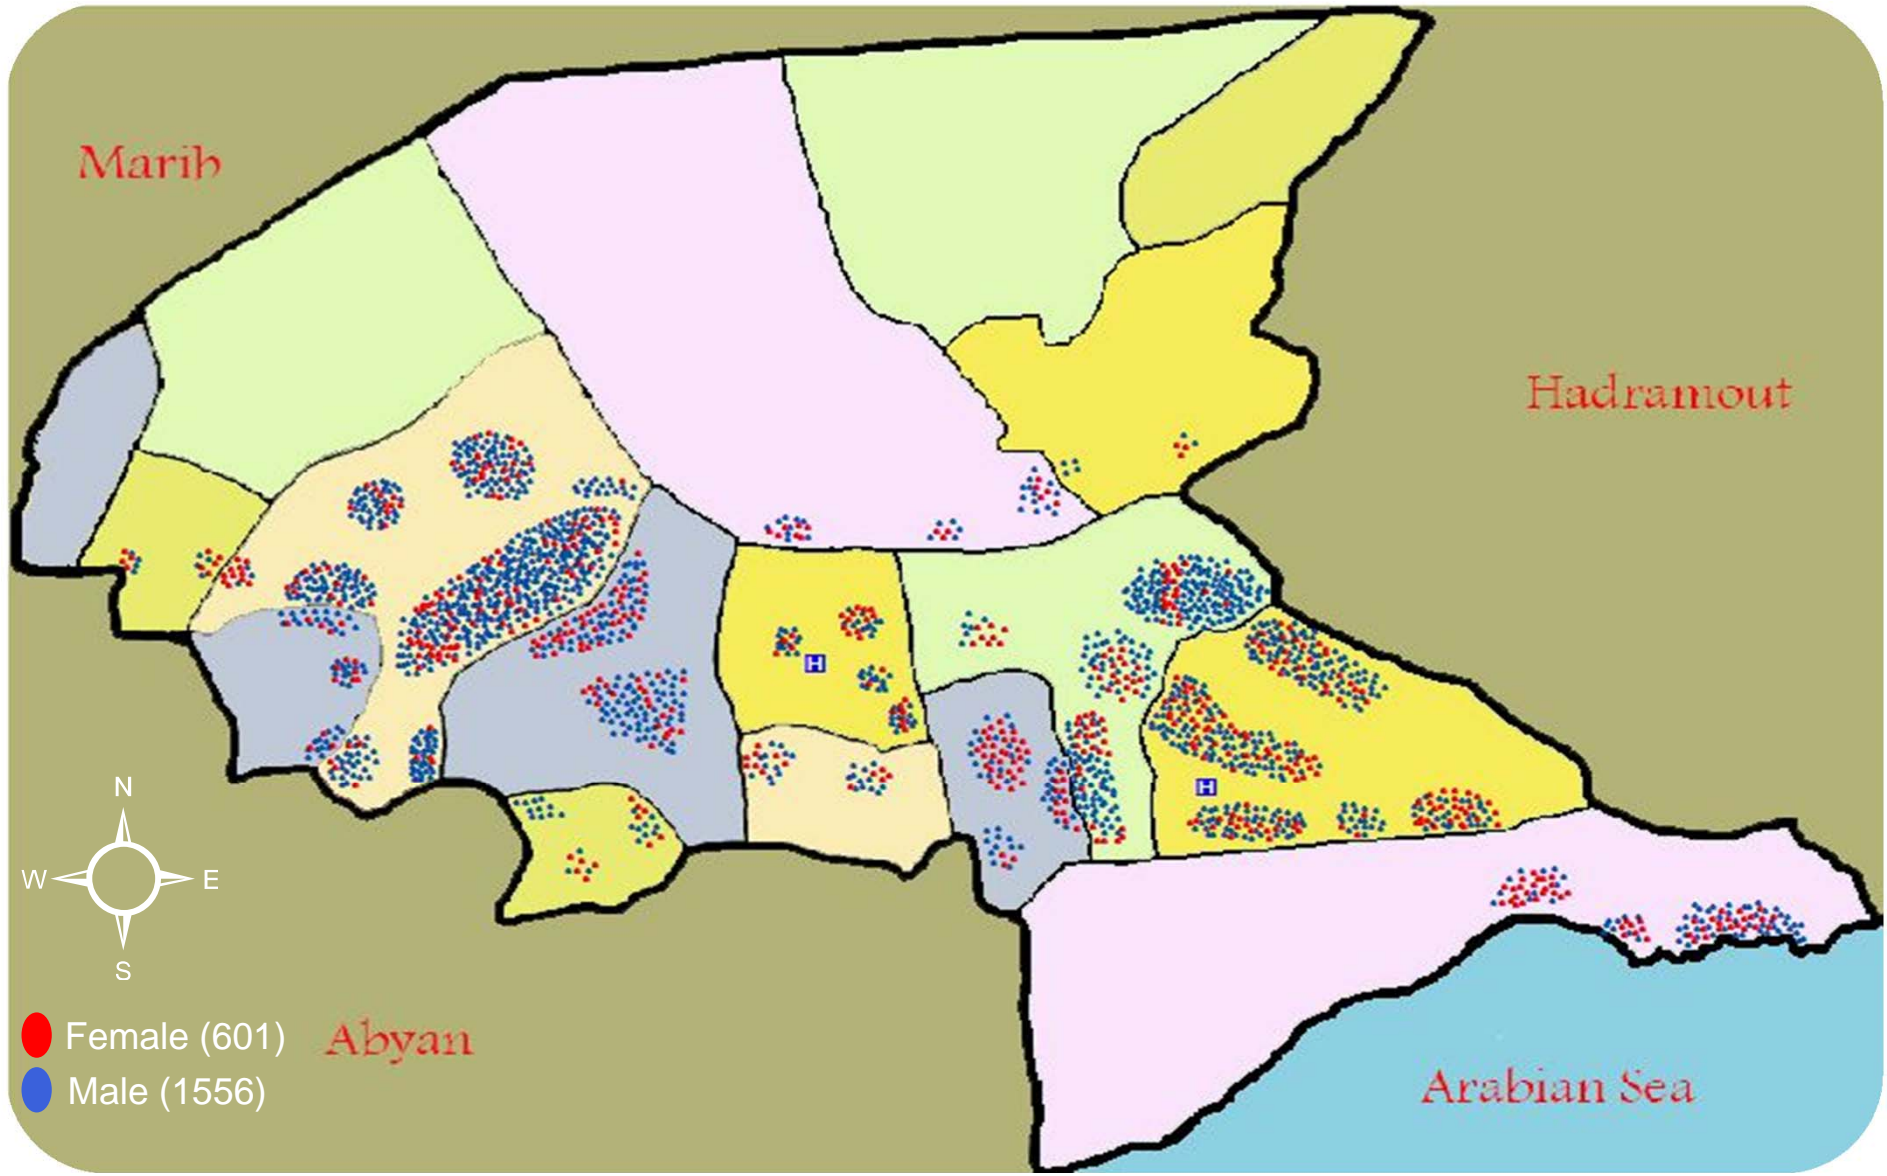 Marib
Hadramout
H
H
N
W E
S
Female (601)
Male (1556)
Abyan
Arabian Sea